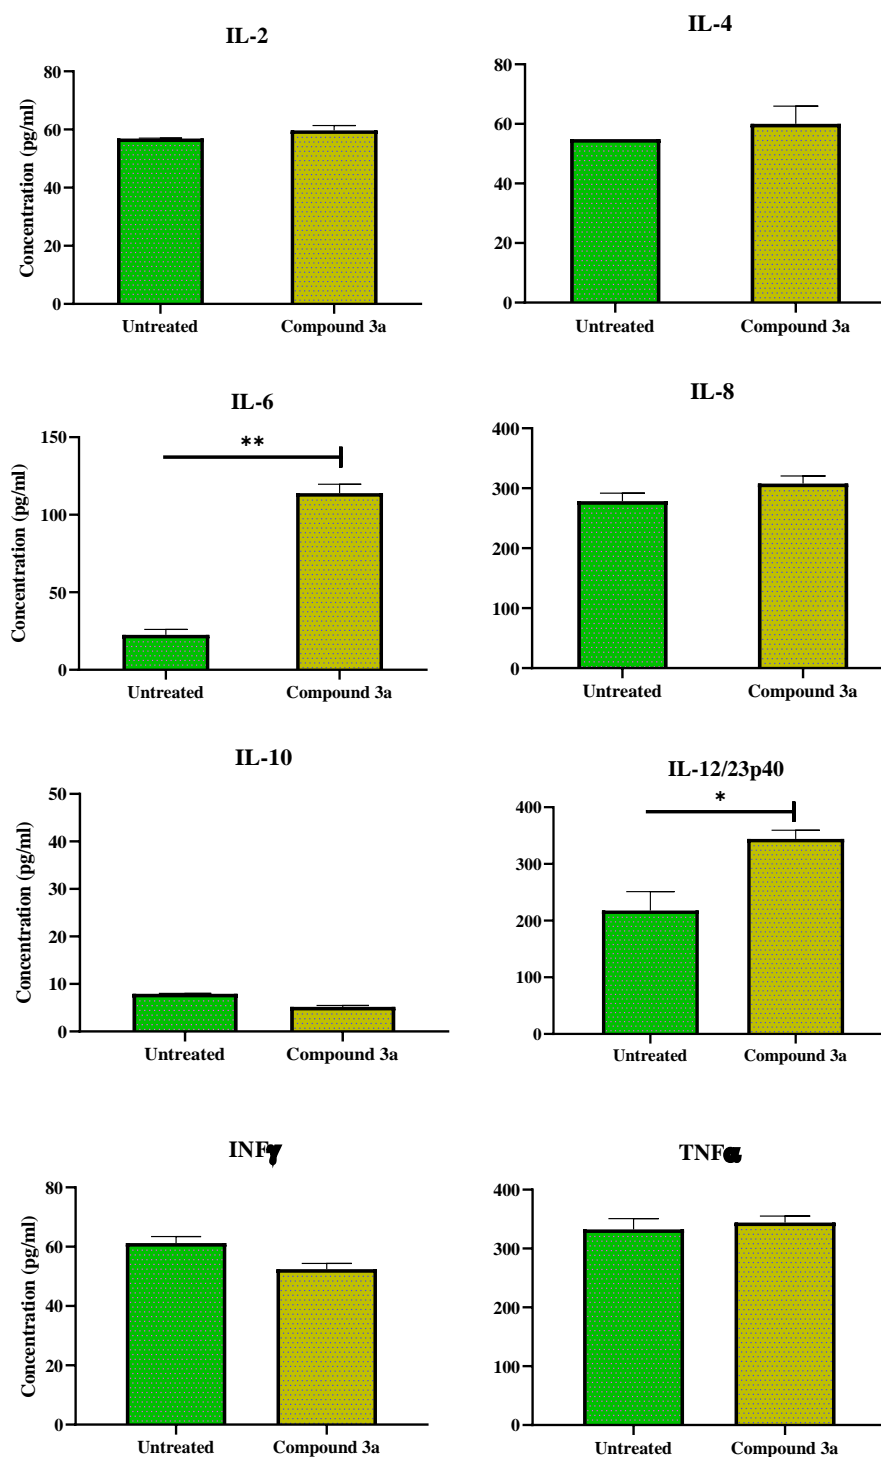 IL-2
Concentration (pg/ml)
80
60
40
20
0
Untreated Compound 3a
IL-4
80
60
40
20
0
Untreated Compound 3a
IL-6
Concentration (pg/ml)
150
100
50
0
**
Untreated Compound 3a
IL-8
400
300
200
100
0
Untreated Compound 3a
IL-10
Concentration (pg/ml)
50
40
30
20
10
0
Untreated Compound 3a
IL-12/23p40
400
300
200
100
0
*
Untreated Compound 3a
INFγ
Concentration (pg/ml)
80
60
40
20
0
Untreated Compound 3a
TNFα
400
300
200
100
0
Untreated Compound 3a